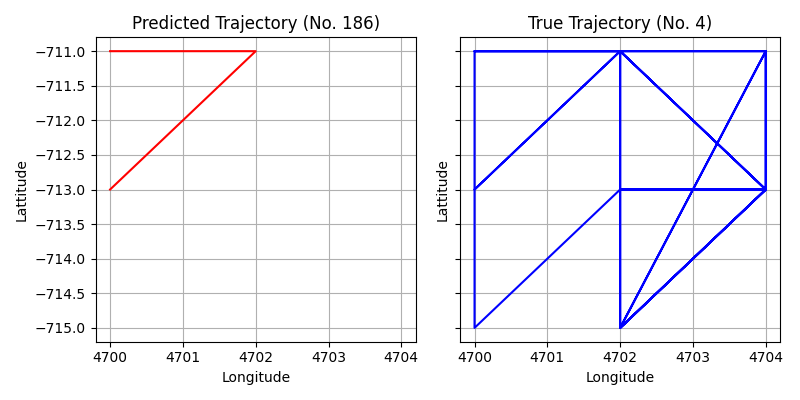 Predicted Trajectory (No. 186)
True Trajectory (No. 4)
−711.0
−711.5
−712.0
−712.5
−713.0
−713.5
−714.0
−714.5
−715.0
Lattitude
Lattitude
4700 4701 4702 4703 4704
4700 4701 4702 4703 4704
Longitude
Longitude